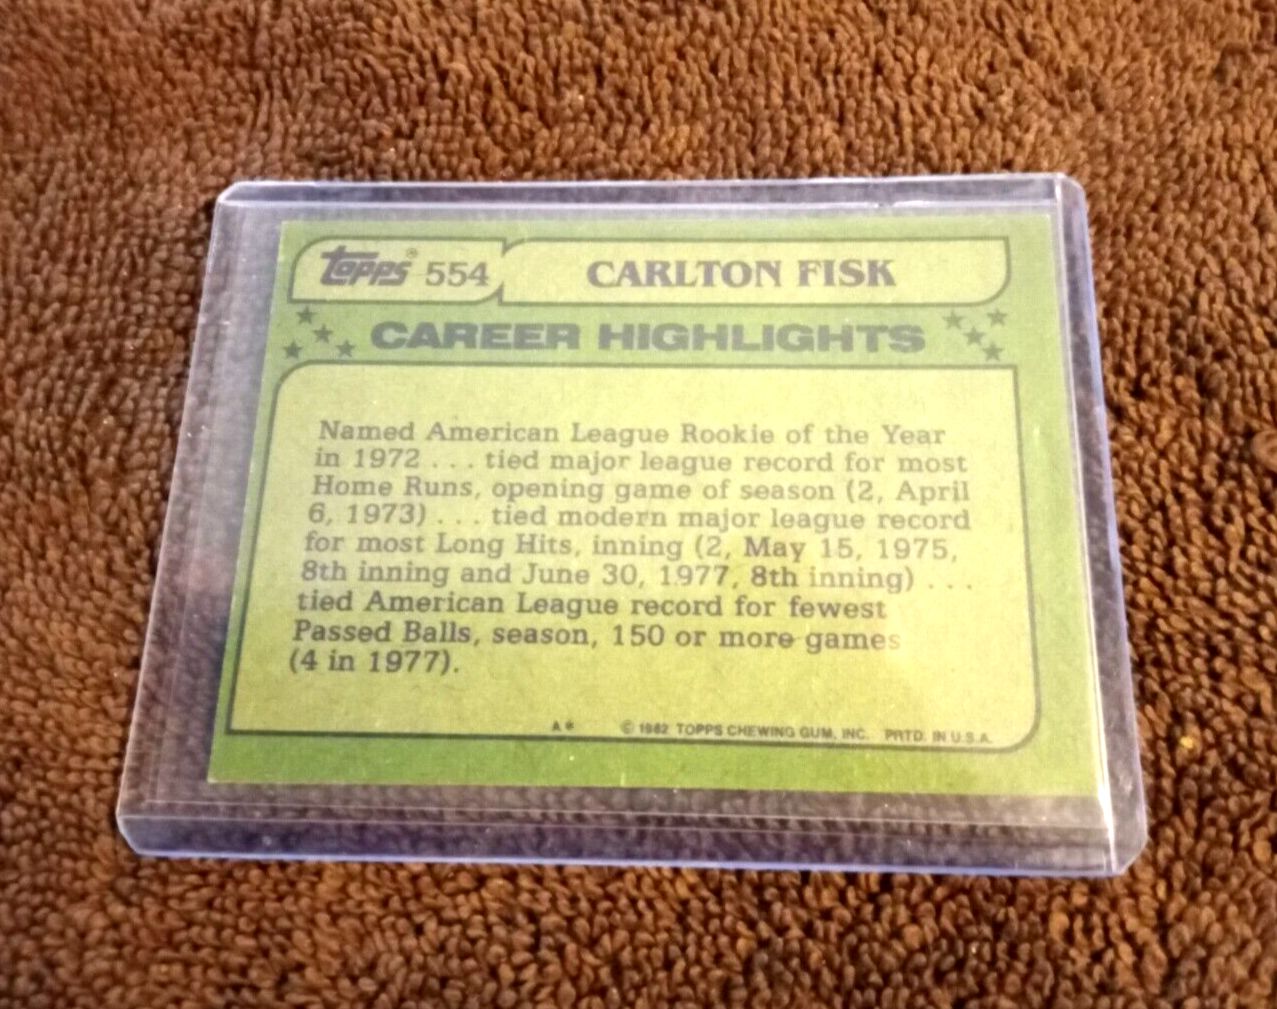 topps® 554 CARLTON FISK
CAREER HIGHLIGHTS
Named American League Rookie of the Year
in 1972 . . . tied major league record for most
Home Runs, opening game of season (2, April
6, 1973) . . . tied modern major league record
for most Long Hits, inning (2, May 15, 1975,
8th inning and June 30, 1977, 8th inning) . . .
tied American League record for fewest
Passed Balls, season, 150 or more games
(4 in 1977).
A* © 1982 TOPPS CHEWING GUM, INC. PRTD. IN U.S.A.